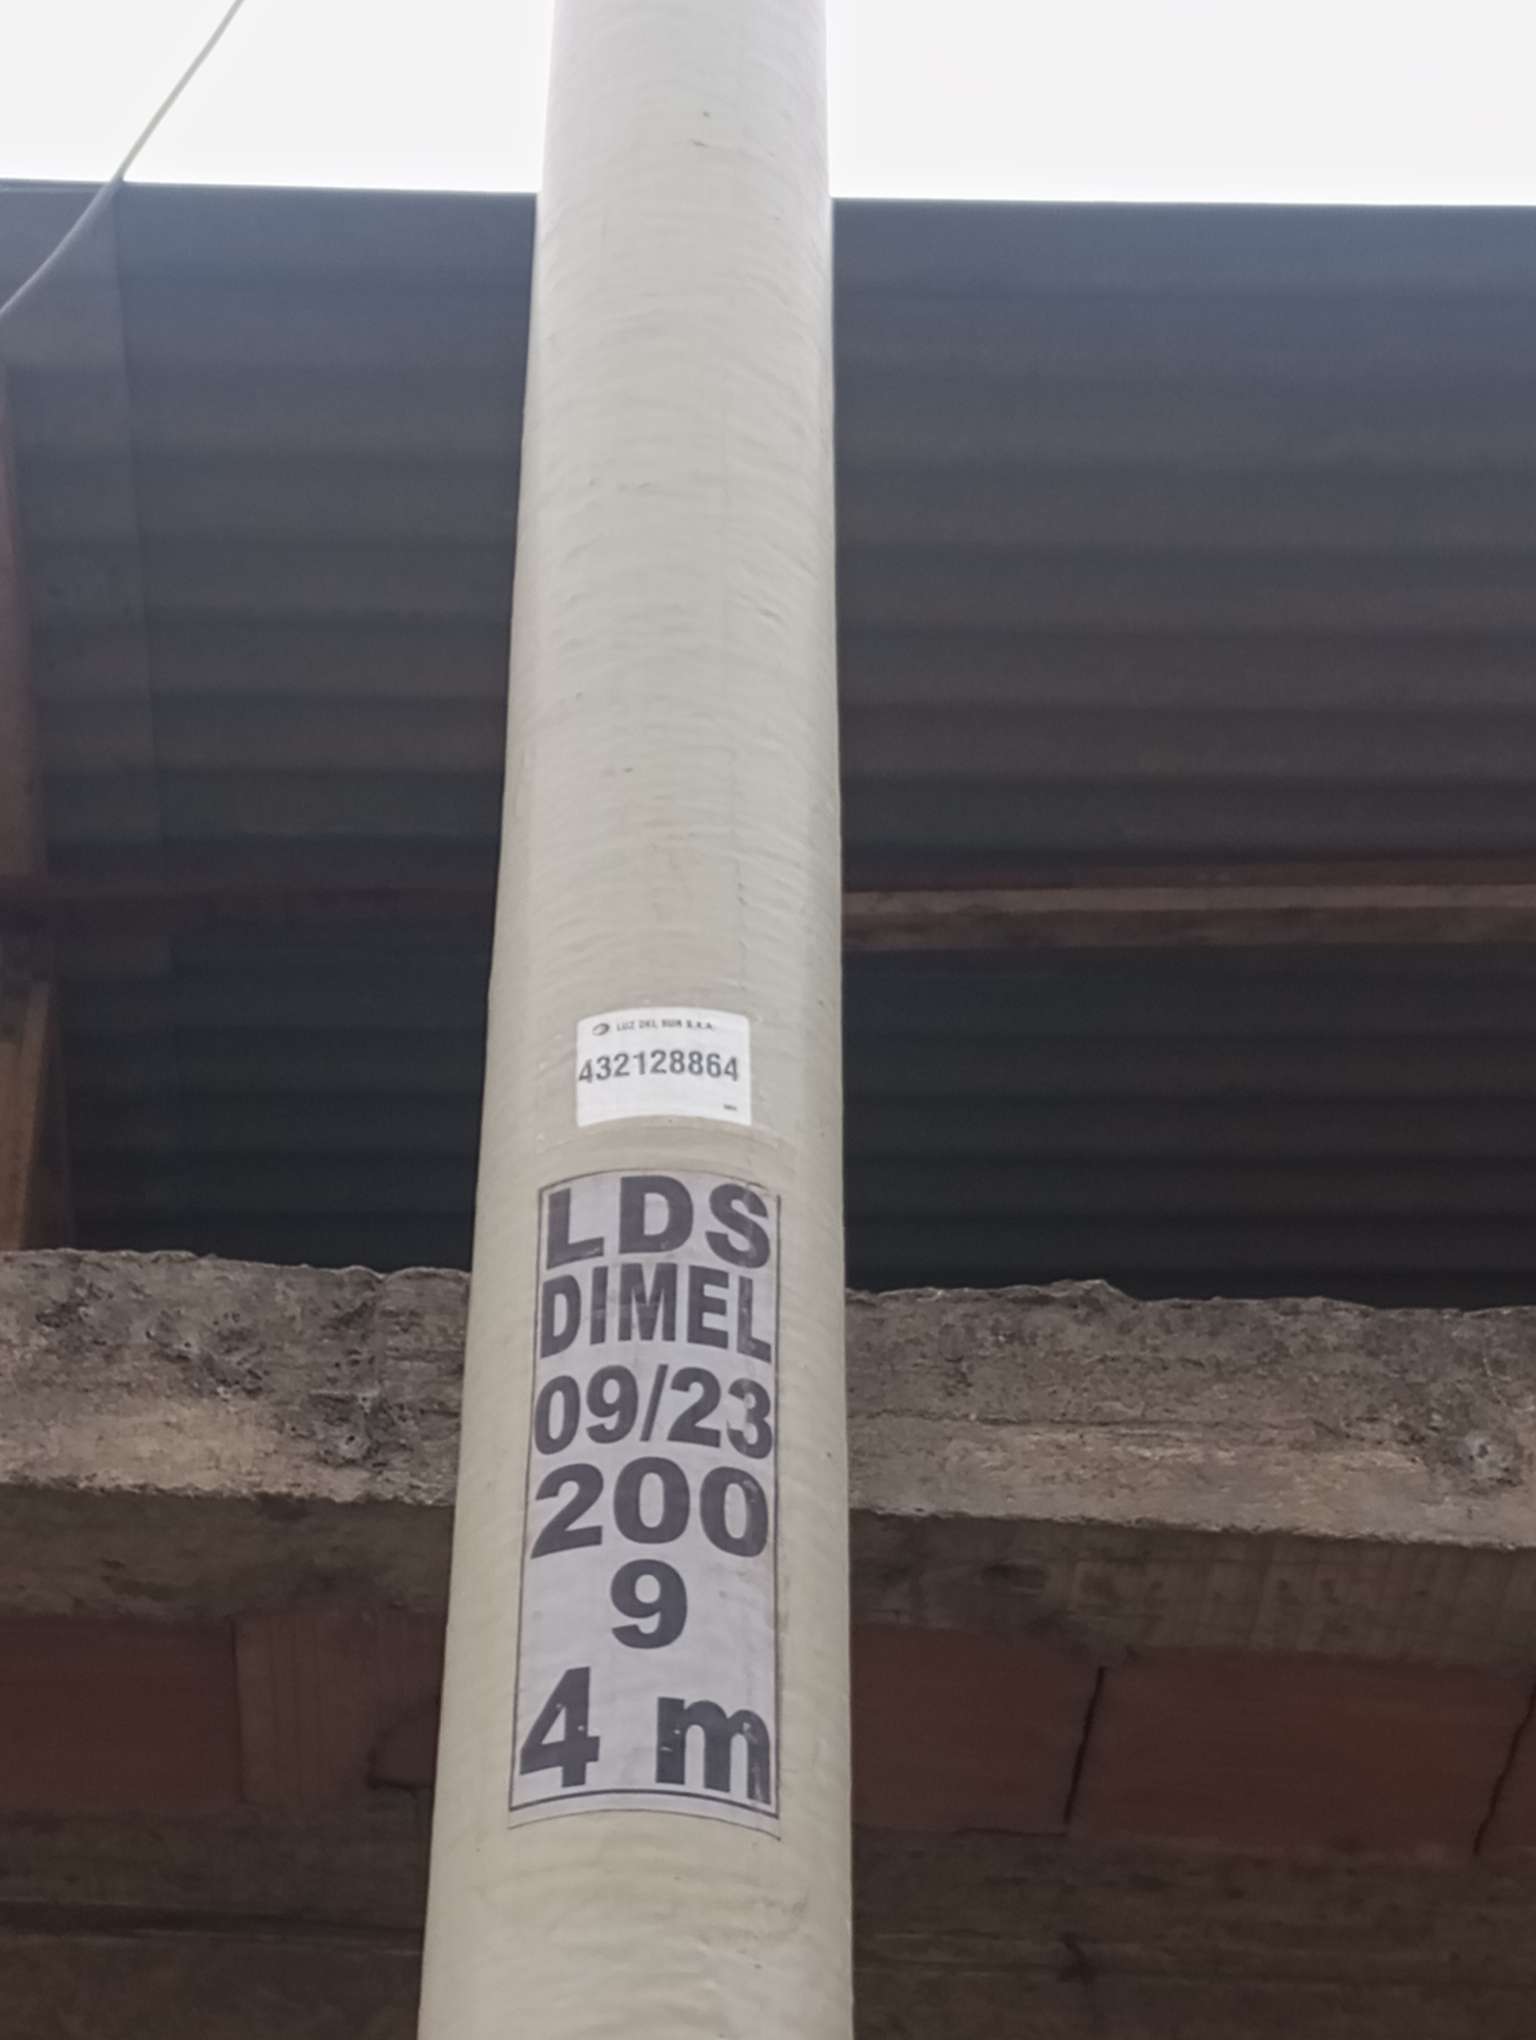 LUZ DEL SUR S.A.A.
432128864
LDS
DIMEL
09/23
200
9
4 m